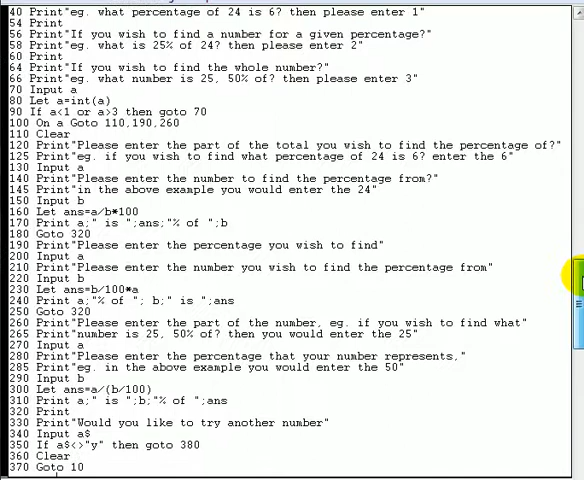 40 Print"eg. what percentage of 24 is 6? then please enter 1"
54 Print
56 Print"If you wish to find a number for a given percentage?"
58 Print"eg. what is 25% of 24? then please enter 2"
60 Print
64 Print"If you wish to find the whole number?"
66 Print"eg. what number is 25, 50% of? then please enter 3"
70 Input a
80 Let a=int(a)
90 If a<1 or a>3 then goto 70
100 On a Goto 110,190,260
110 Clear
120 Print"Please enter the part of the total you wish to find the percentage of?"
125 Print"eg. if you wish to find what percentage of 24 is 6? enter the 6"
130 Input a
140 Print"Please enter the number to find the percentage from?"
145 Print"in the above example you would enter the 24"
150 Input b
160 Let ans=a/b*100
170 Print a;" is ";ans;"% of ";b
180 Goto 320
190 Print"Please enter the percentage you wish to find"
200 Input a
210 Print"Please enter the number you wish to find the percentage from"
220 Input b
230 Let ans=b/100*a
240 Print a;"% of "; b;" is ";ans
250 Goto 320
260 Print"Please enter the part of the number, eg. if you wish to find what"
265 Print"number is 25, 50% of? then you would enter the 25"
270 Input a
280 Print"Please enter the percentage that your number represents,"
285 Print"eg. in the above example you would enter the 50"
290 Input b
300 Let ans=a/(b/100)
310 Print a;" is ";b;"% of ";ans
320 Print
330 Print"Would you like to try another number"
340 Input a$
350 If a$<>"y" then goto 380
360 Clear
370 Goto 10